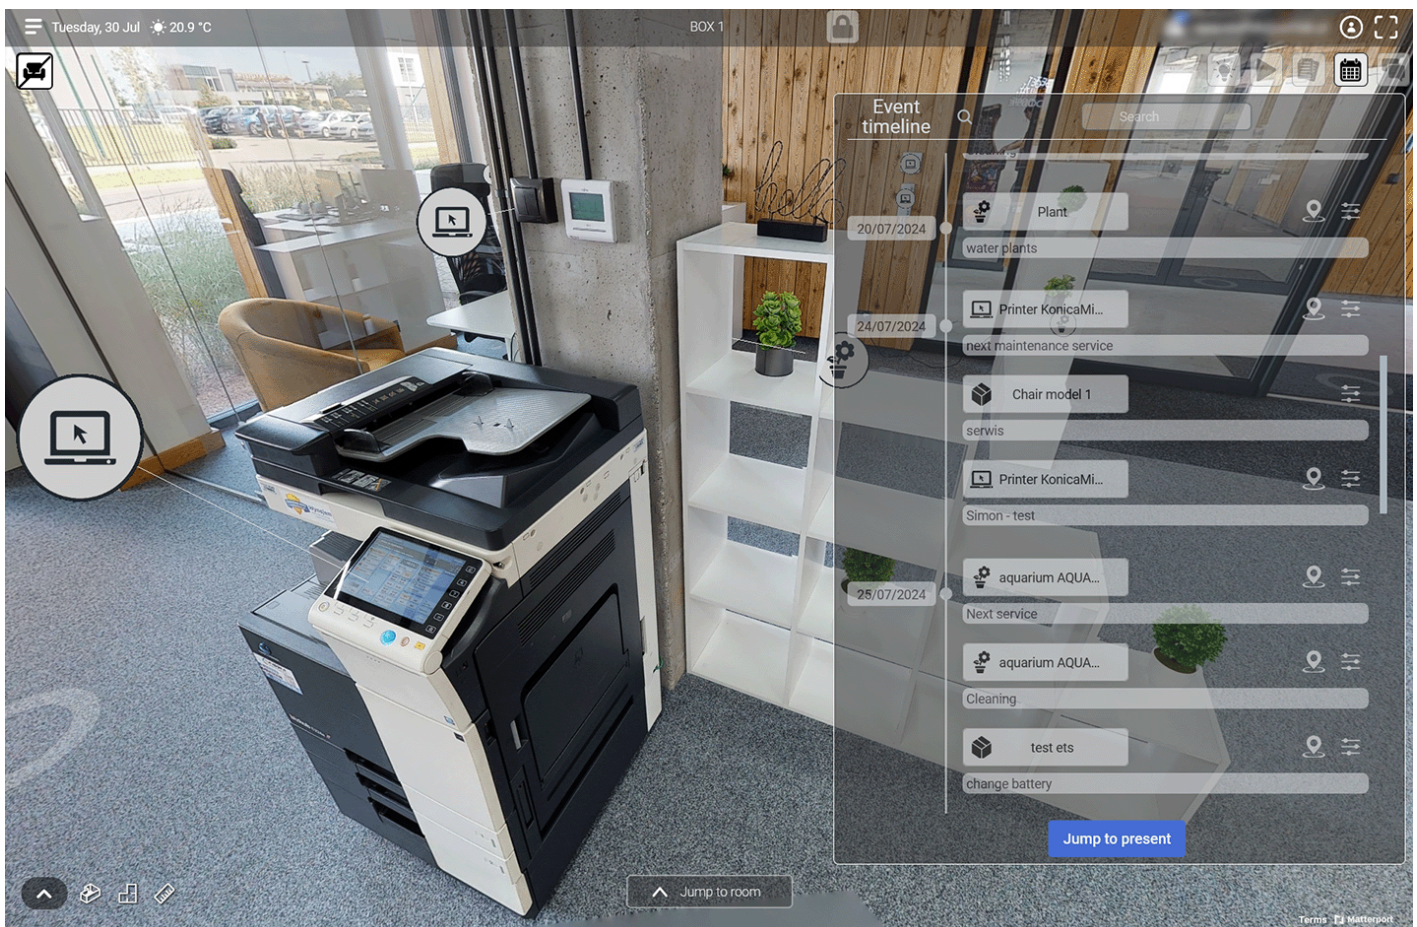 Tuesday, 30 Jul 20.9 °C
BOX 1
Event
timeline
Search
Plant
20/07/2024
water plants
Printer KonicaMi...
24/07/2024
next maintenance service
Chair model 1
serwis
Printer KonicaMi...
Simon - test
aquarium AQUA...
25/07/2024
Next service
aquarium AQUA...
Cleaning
test ets
change battery
Jump to present
Jump to room
Terms Matterport